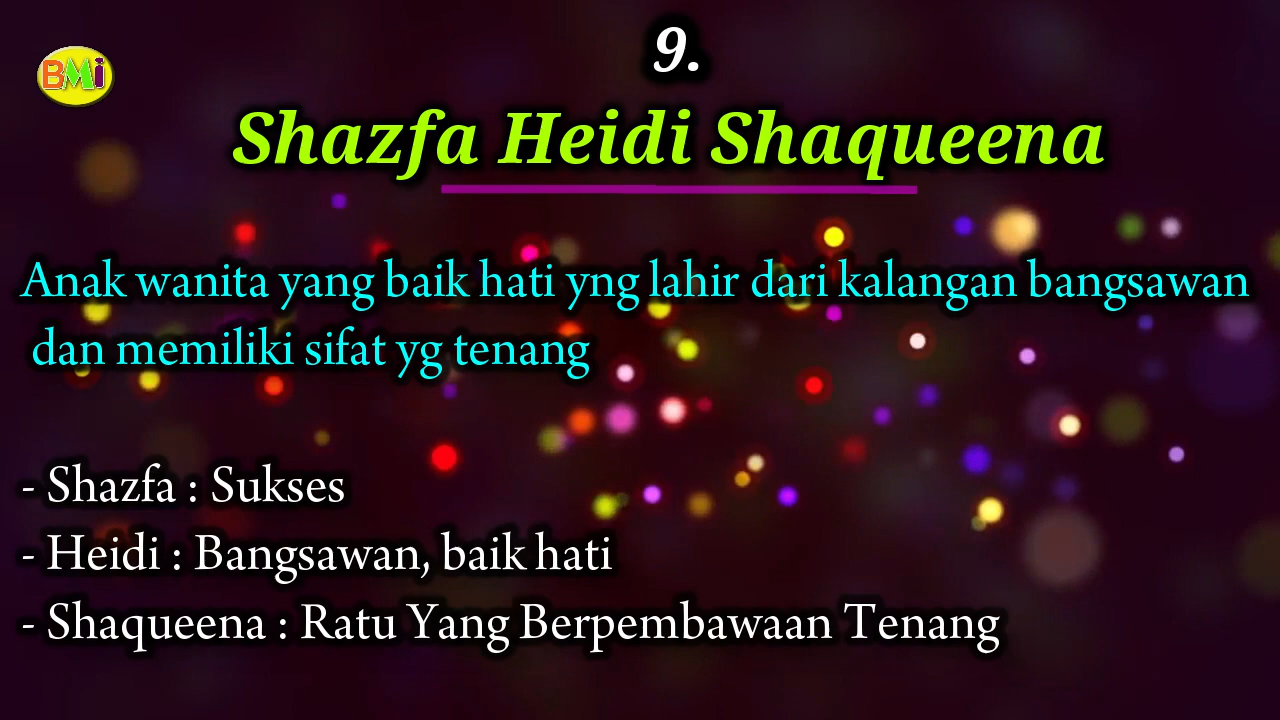 9.
BMi
Shazfa Heidi Shaqueena
Anak wanita yang baik hati yng lahir dari kalangan bangsawan
dan memiliki sifat yg tenang
- Shazfa : Sukses
- Heidi : Bangsawan, baik hati
- Shaqueena : Ratu Yang Berpembawaan Tenang